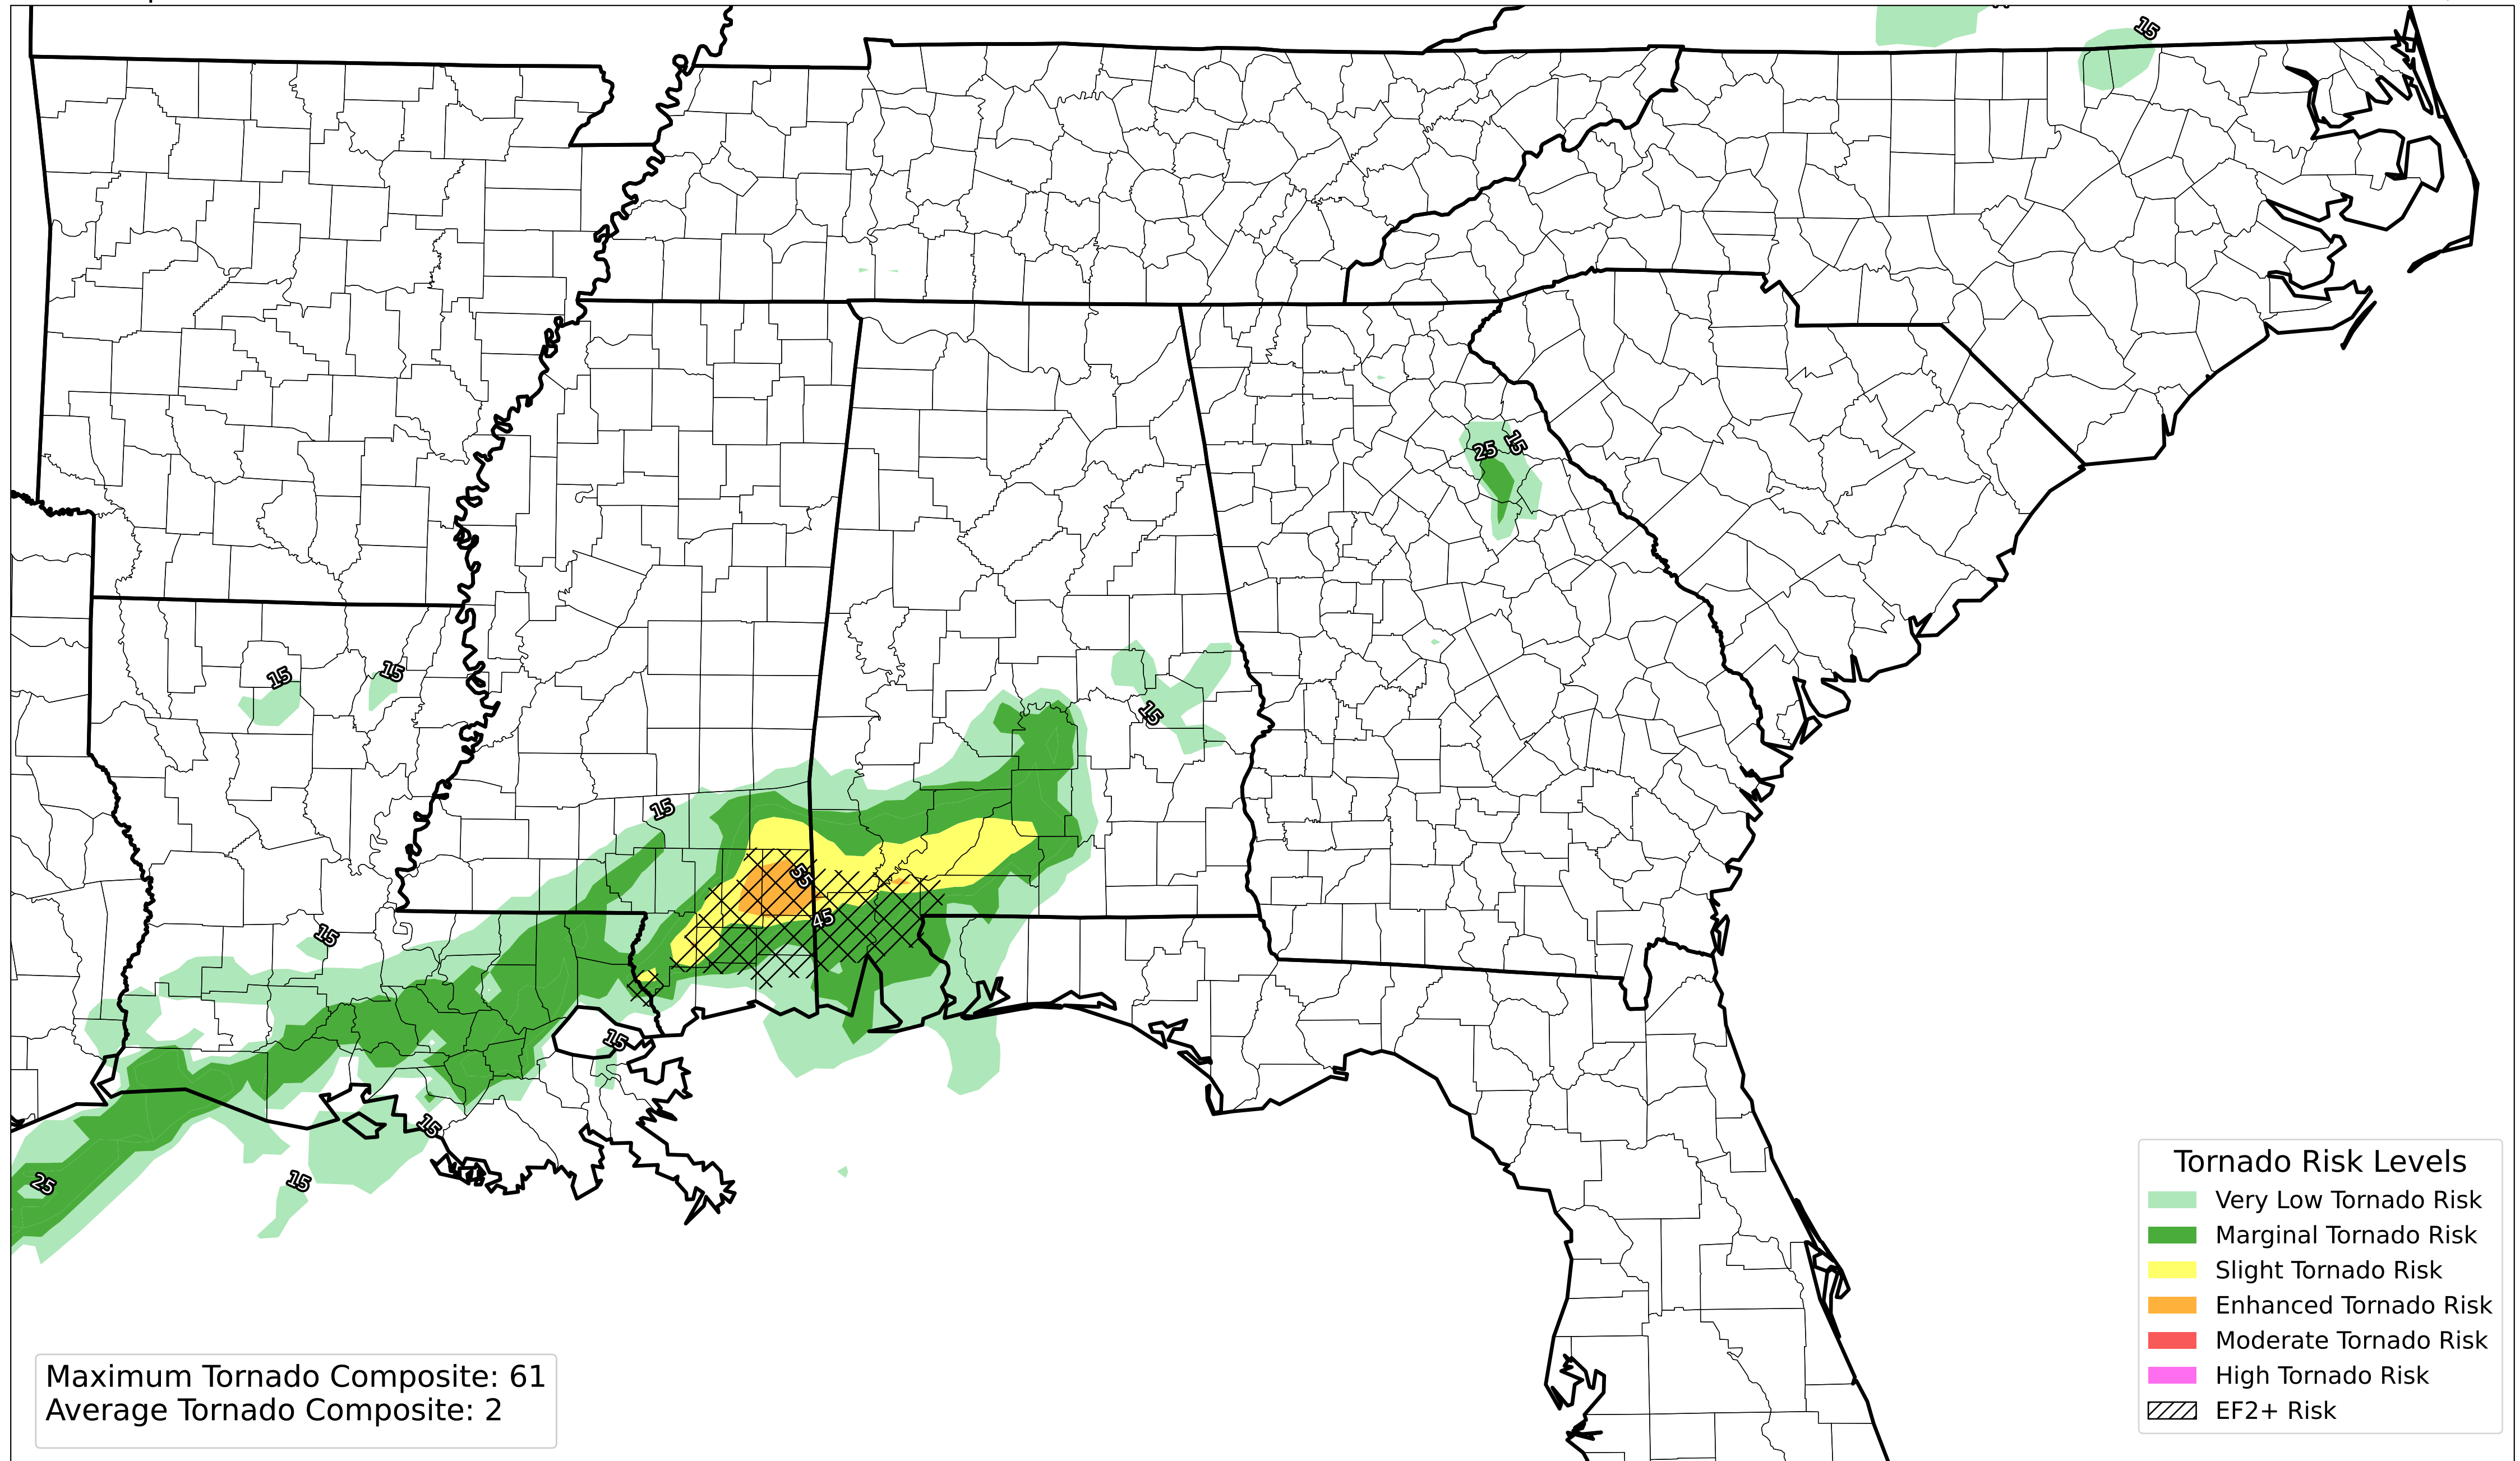 15
25
15
15
15
15
15
55
45
15
15
15
25
15
Tornado Risk Levels
Very Low Tornado Risk
Marginal Tornado Risk
Slight Tornado Risk
Enhanced Tornado Risk
Moderate Tornado Risk
High Tornado Risk
EF2+ Risk
Maximum Tornado Composite: 61
Average Tornado Composite: 2